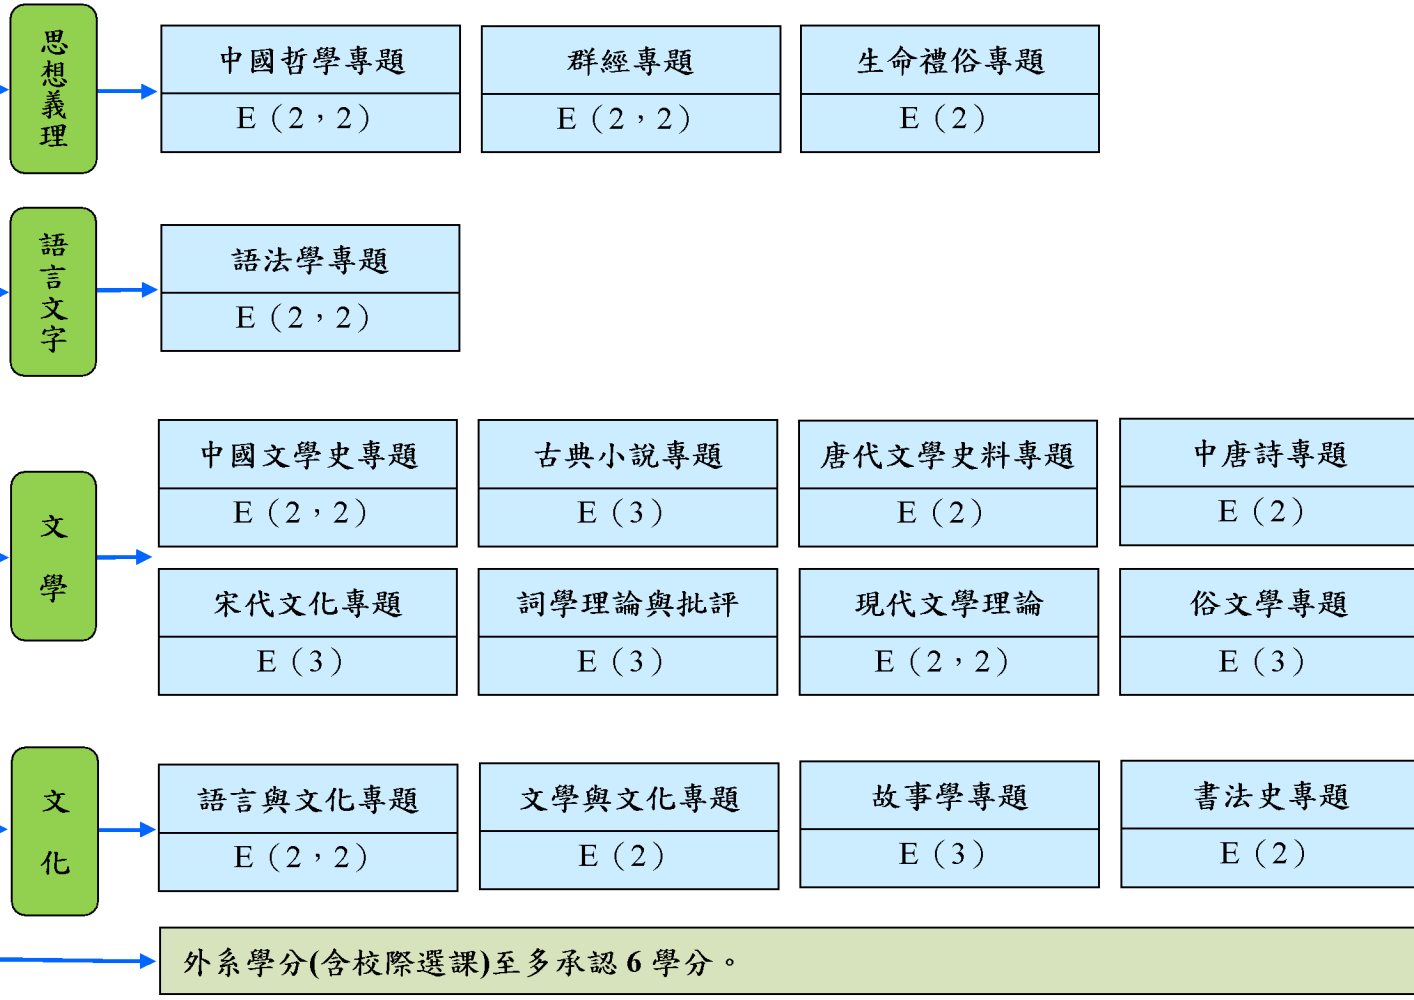 思想義理
中國哲學專題
E（2，2）
群經專題
E（2，2）
生命禮俗專題
E（2）
語言文字
語法學專題
E（2，2）
文學
中國文學史專題
E（2，2）
古典小說專題
E（3）
唐代文學史料專題
E（2）
中唐詩專題
E（2）
宋代文化專題
E（3）
詞學理論與批評
E（3）
現代文學理論
E（2，2）
俗文學專題
E（3）
文化
語言與文化專題
E（2，2）
文學與文化專題
E（2）
故事學專題
E（3）
書法史專題
E（2）
外系學分(含校際選課)至多承認 6 學分。